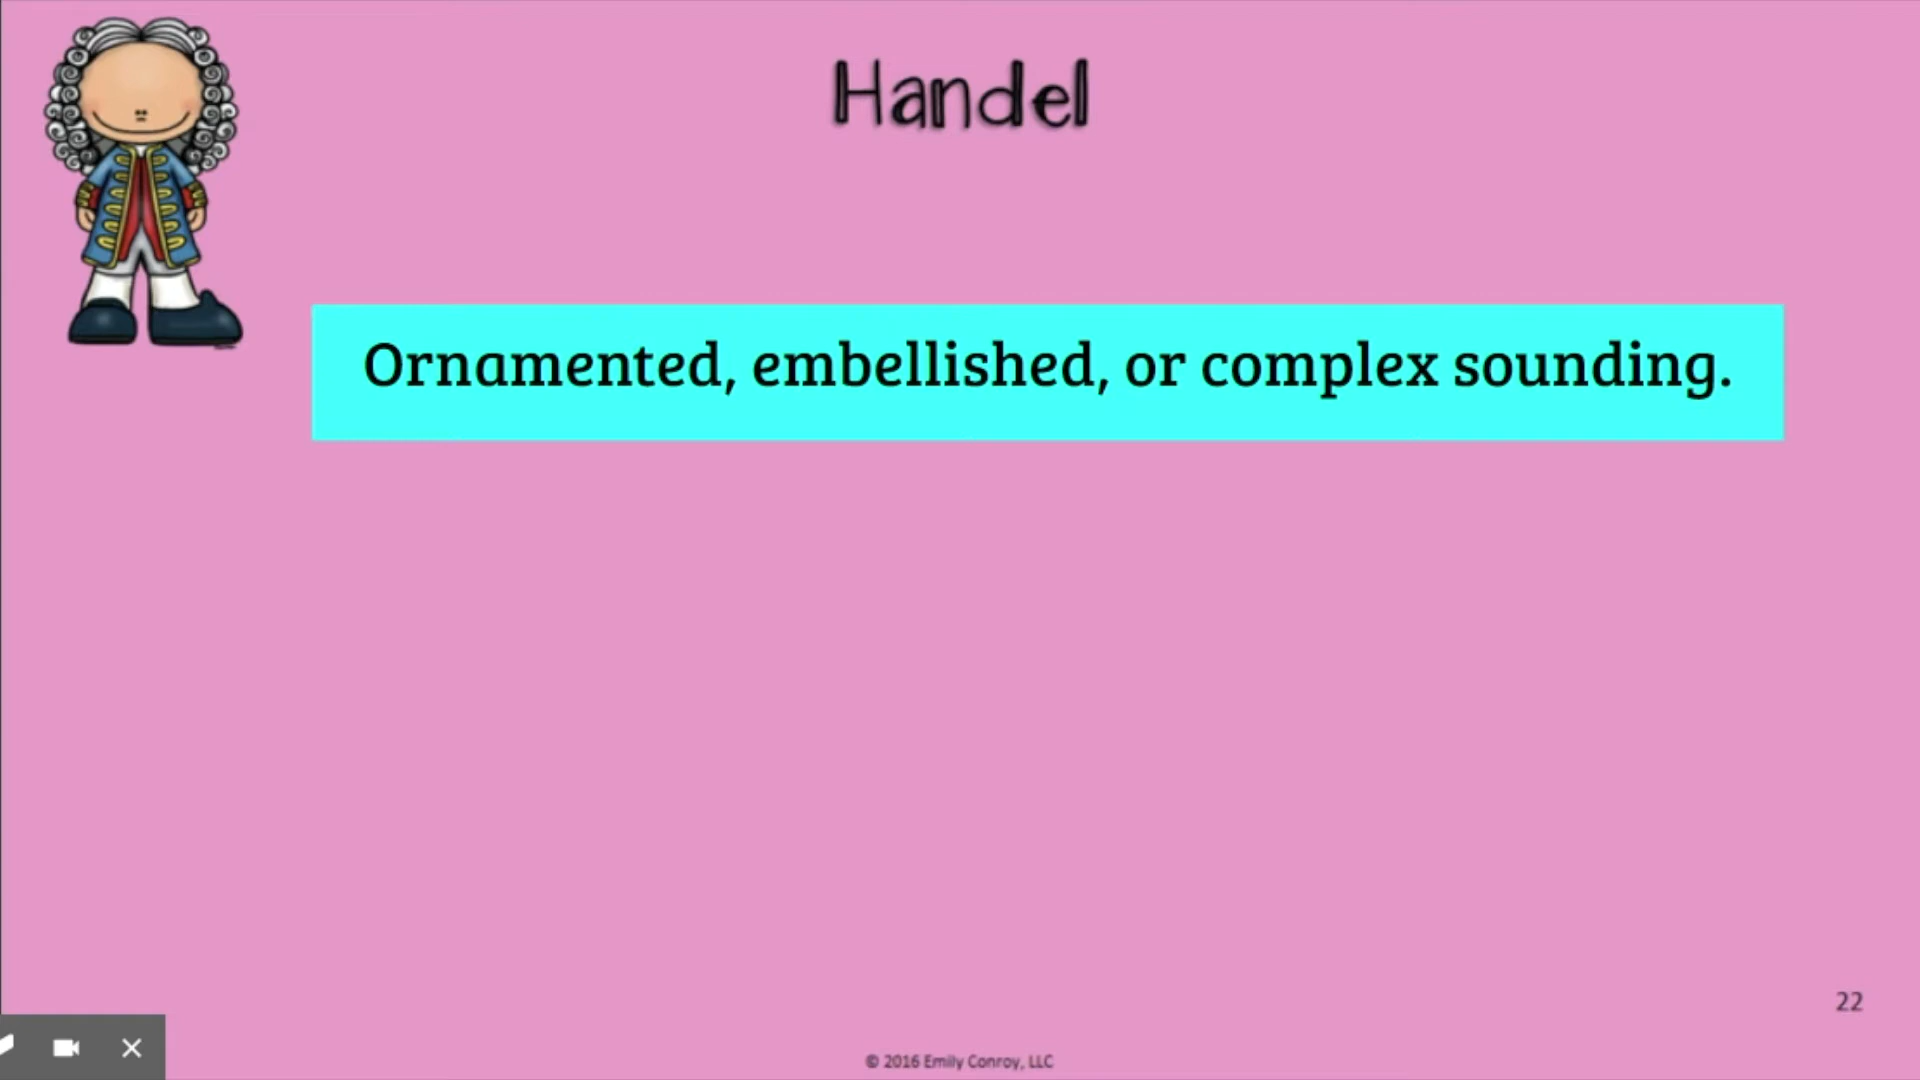 Handel
Ornamented, embellished, or complex sounding.
22
© 2016 Emily Conroy, LLC